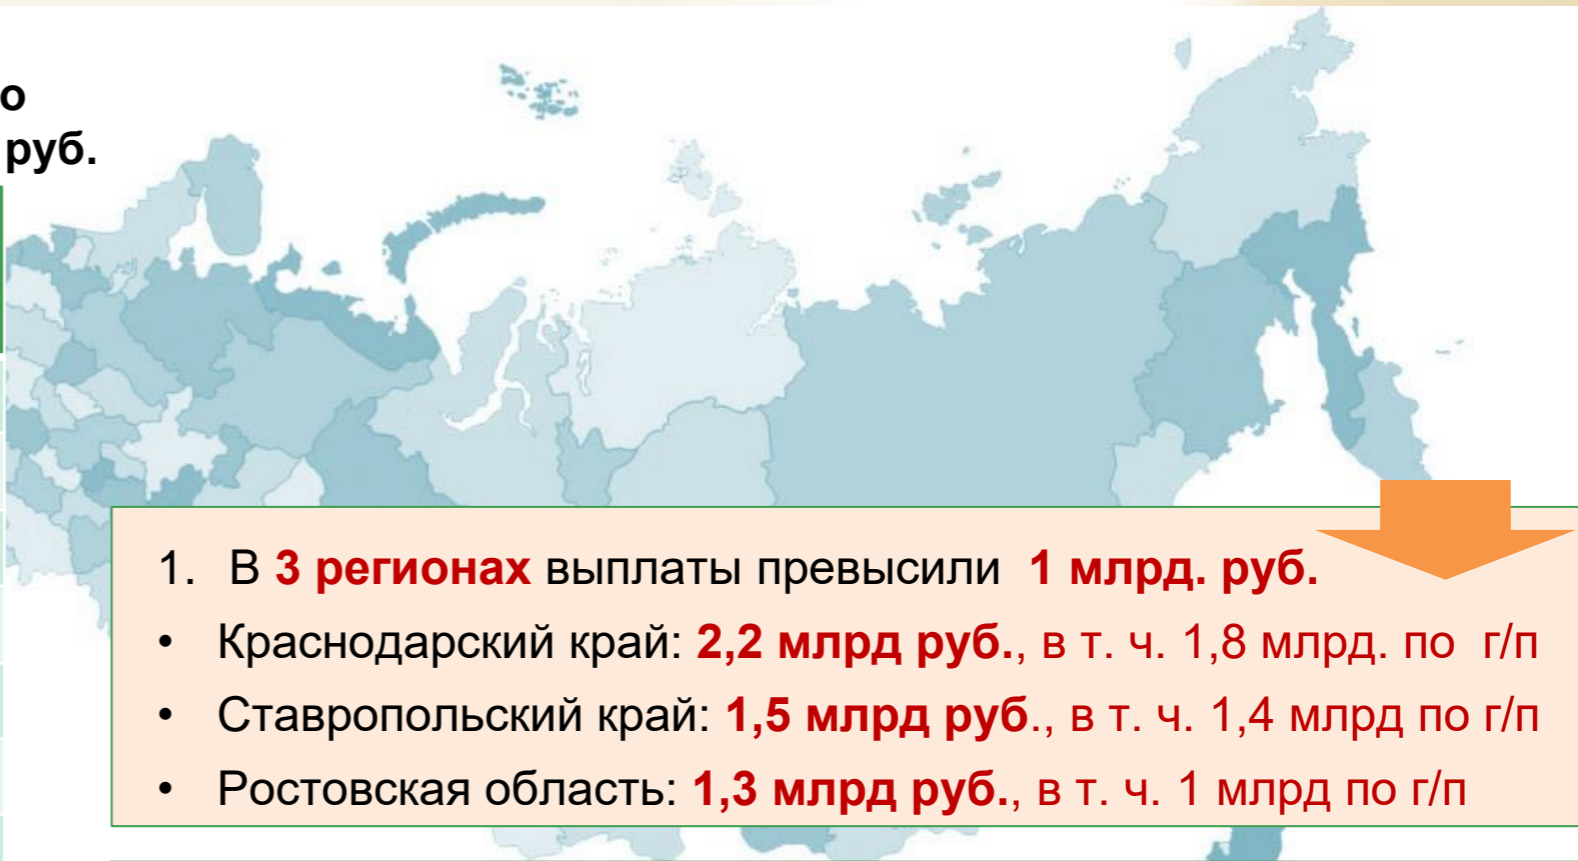 о
руб.
1. В 3 регионах выплаты превысили 1 млрд. руб.
• Краснодарский край: 2,2 млрд руб., в т. ч. 1,8 млрд. по г/п
• Ставропольский край: 1,5 млрд руб., в т. ч. 1,4 млрд по г/п
• Ростовская область: 1,3 млрд руб., в т. ч. 1 млрд по г/п